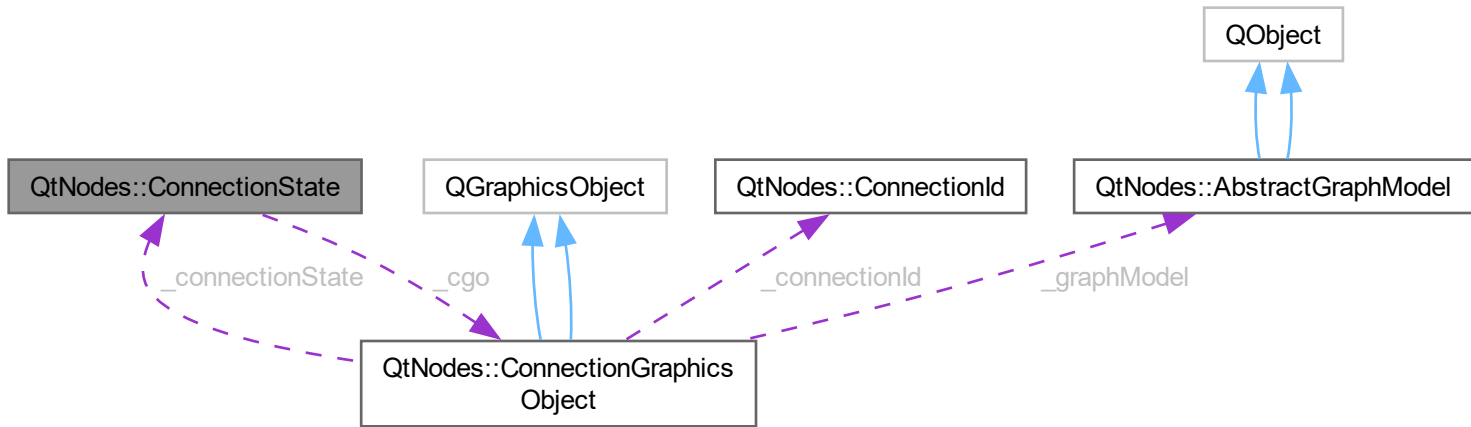 QObject
QtNodes::ConnectionState
QGraphicsObject
QtNodes::ConnectionId
QtNodes::AbstractGraphModel
_connectionState
_cgo
_connectionId
_graphModel
QtNodes::ConnectionGraphics
Object